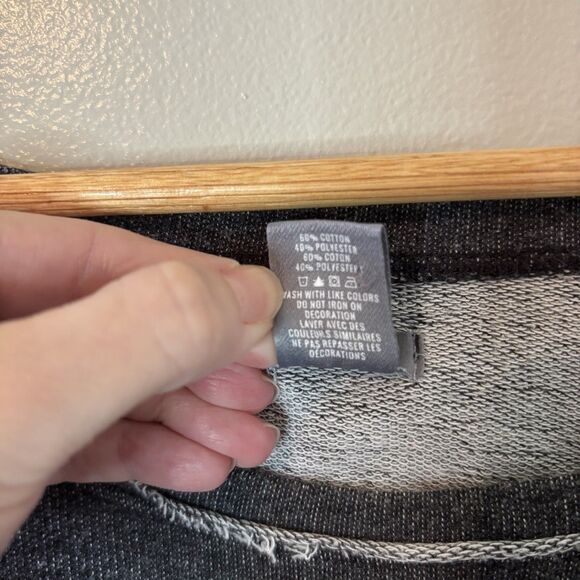 60% COTTON
40% POLYESTER
60% COTON
40% POLYESTER
WASH WITH LIKE COLORS
DO NOT IRON ON
DECORATION
LAVER AVEC DES
COULEURS SIMILAIRES
NE PAS REPASSER LES
DÉCORATIONS